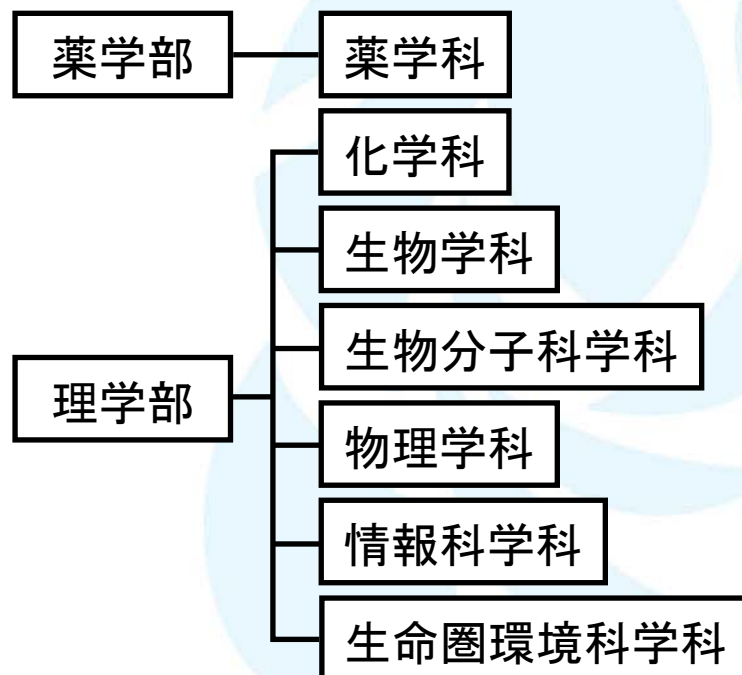 薬学部
薬学科
理学部
化学科
生物学科
生物分子科学科
物理学科
情報科学科
生命圏環境科学科